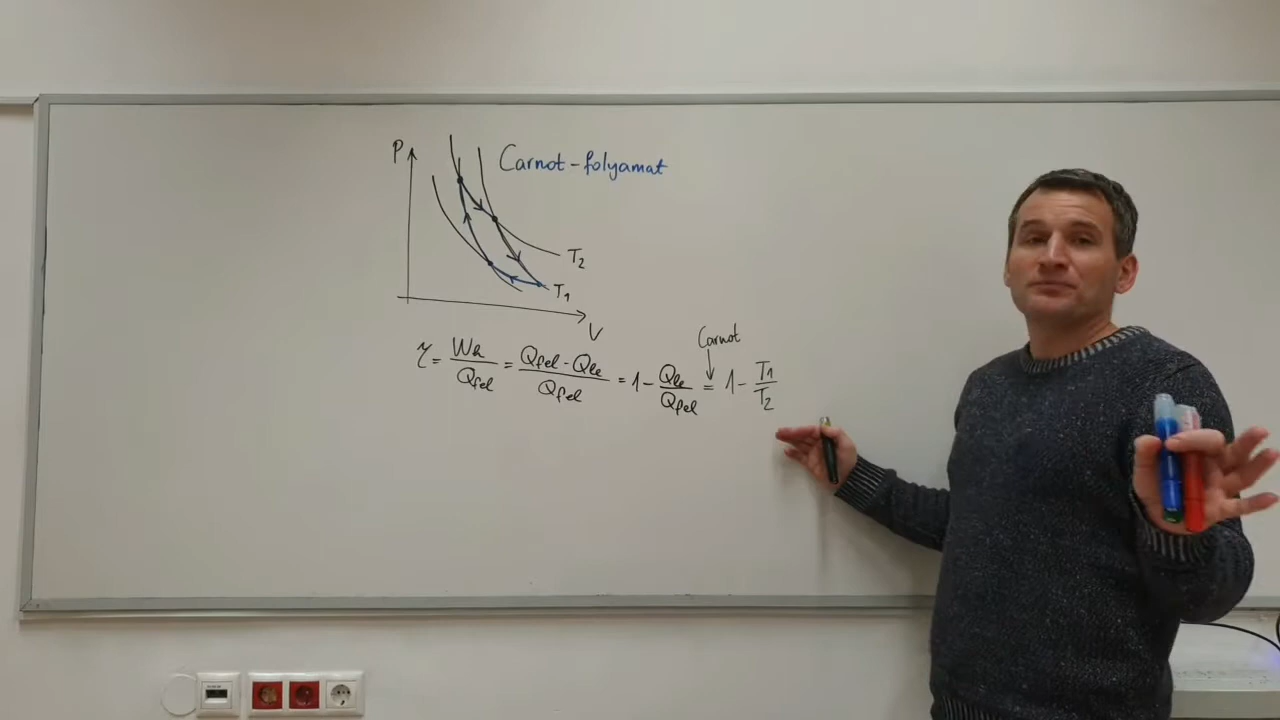 P
Carnot-folyamat
T₂
T₁
V
Carnot
η = Wh/Qfel = Qfel - Qle/Qfel = 1 - Qle/Qfel = 1 - T₁/T₂